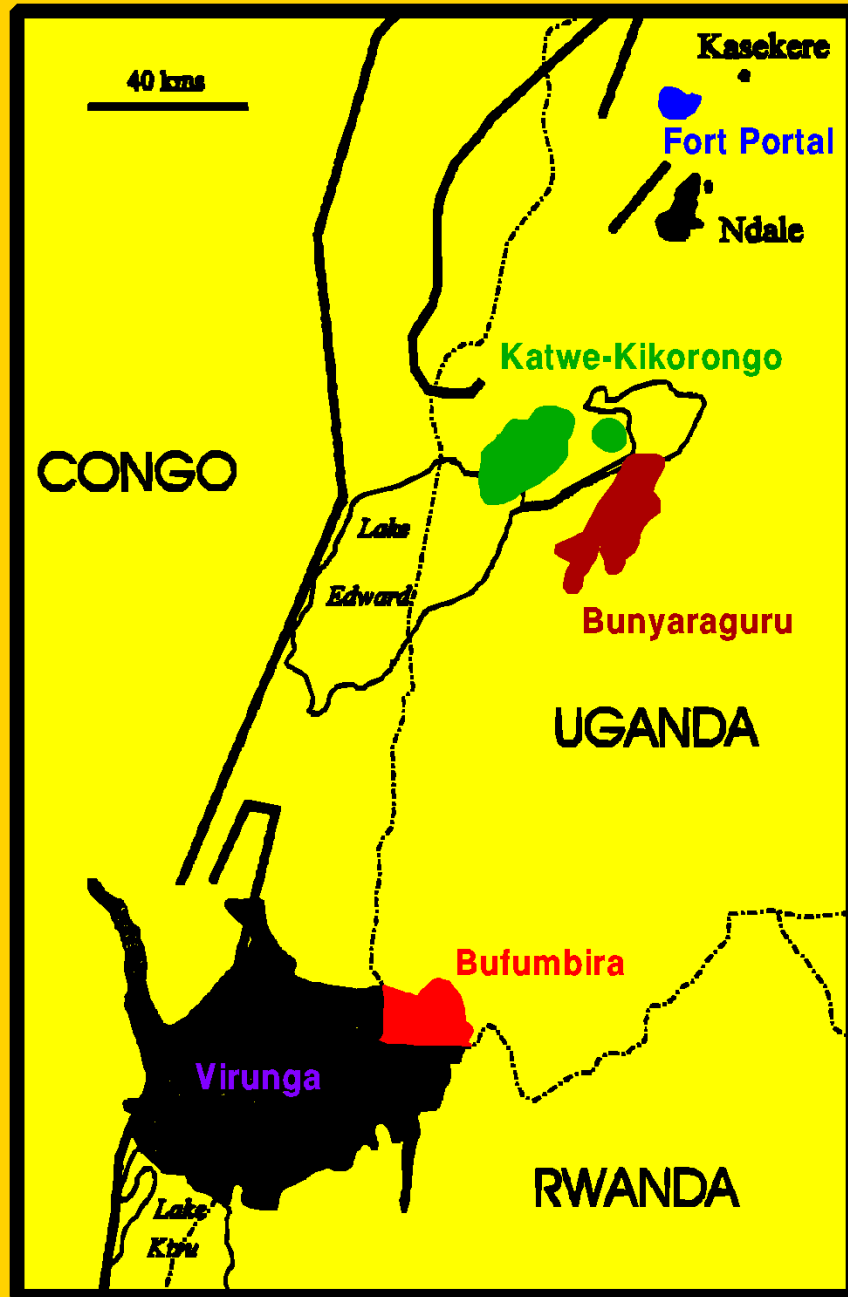 Kasekere
40 kms
Fort Portal
Ndale
Katwe-Kikorongo
CONGO
Lake
Edward
Bunyaraguru
UGANDA
Bufumbira
Virunga
RWANDA
Lake
Kivu